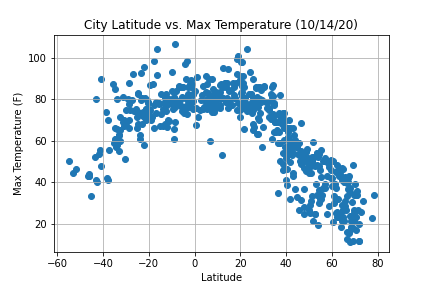 City Latitude vs. Max Temperature (10/14/20)
Max Temperature (F)
100
80
60
40
20
−60 −40 −20 0 20 40 60 80
Latitude